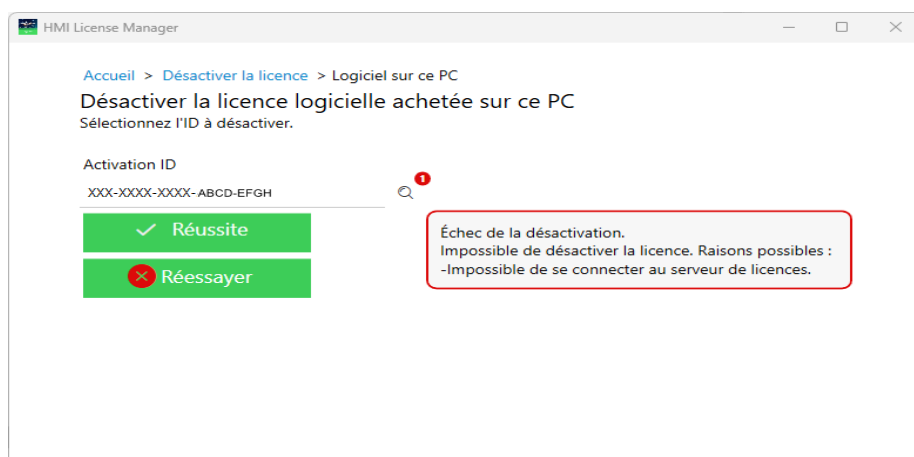 HMI License Manager
Accueil > Désactiver la licence > Logiciel sur ce PC
Désactiver la licence logicielle achetée sur ce PC
Sélectionnez l'ID à désactiver.
Activation ID
XXX-XXXX-XXXX-ABCD-EFGH
1
Réussite
Réessayer
Échec de la désactivation.
Impossible de désactiver la licence. Raisons possibles :
-Impossible de se connecter au serveur de licences.